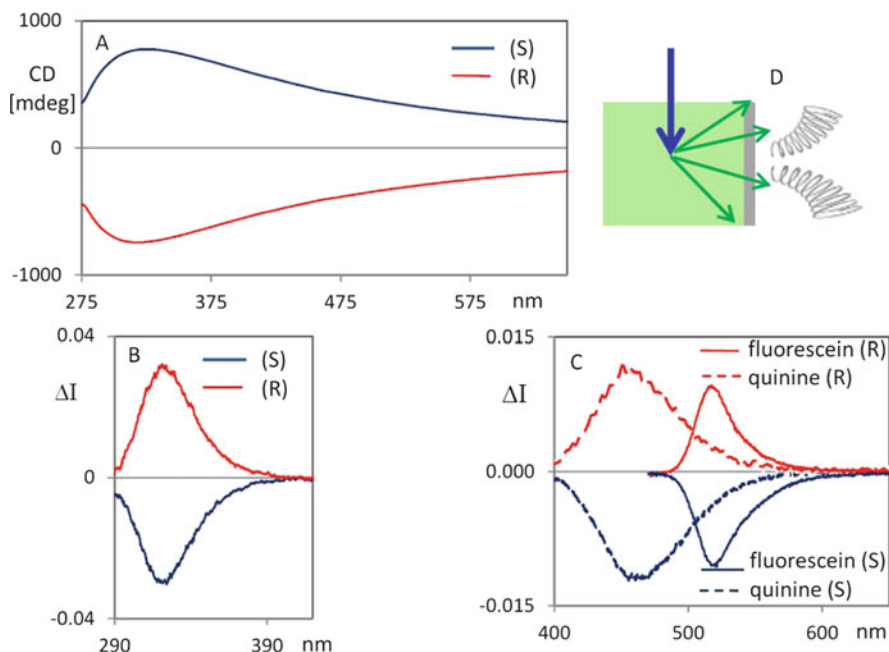 1000
A
(S)
(R)
CD
[mdeg]
0
-1000
275
375
475
575
nm
D
0.04
B
(S)
(R)
ΔI
0
-0.04
290
390
nm
0.015
C
fluorescein (R)
quinine (R)
ΔI
0.000
fluorescein (S)
quinine (S)
-0.015
400
500
600
nm